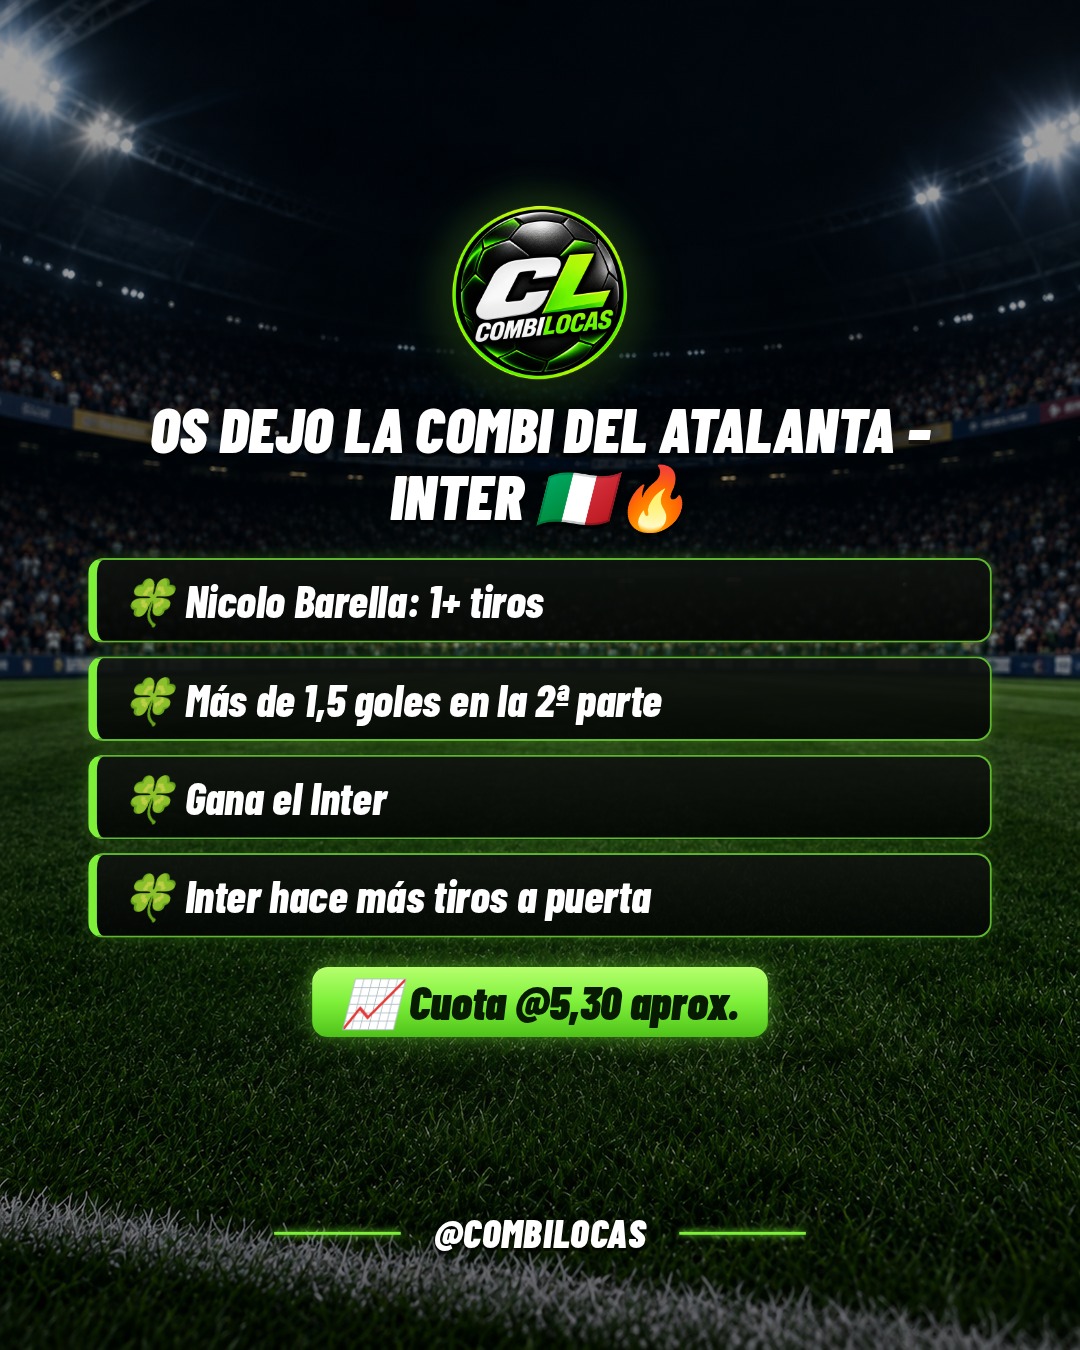 CL
COMBILOCAS
OS DEJO LA COMBI DEL ATALANTA -
INTER 🇮🇹🔥
🍀 Nicolo Barella: 1+ tiros
🍀 Más de 1,5 goles en la 2ª parte
🍀 Gana el Inter
🍀 Inter hace más tiros a puerta
📈 Cuota @5,30 aprox.
@COMBILOCAS